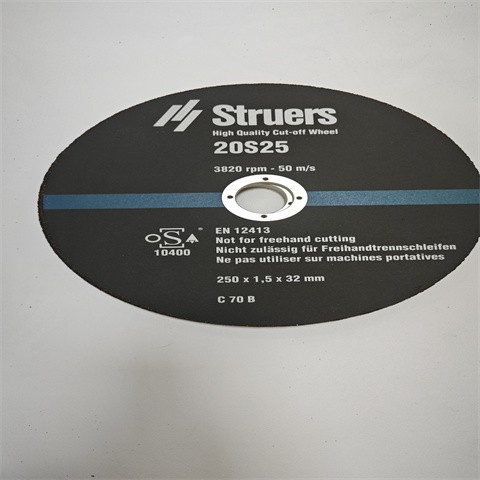 Struers
High Quality Cut-off Wheel
20S25
3820 rpm - 50 m/s
EN 12413
Not for freehand cutting
Nicht zulässig für Freihandtrennschleifen
Ne pas utiliser sur machines portatives
oSa
10400
250 x 1,5 x 32 mm
C 70 B